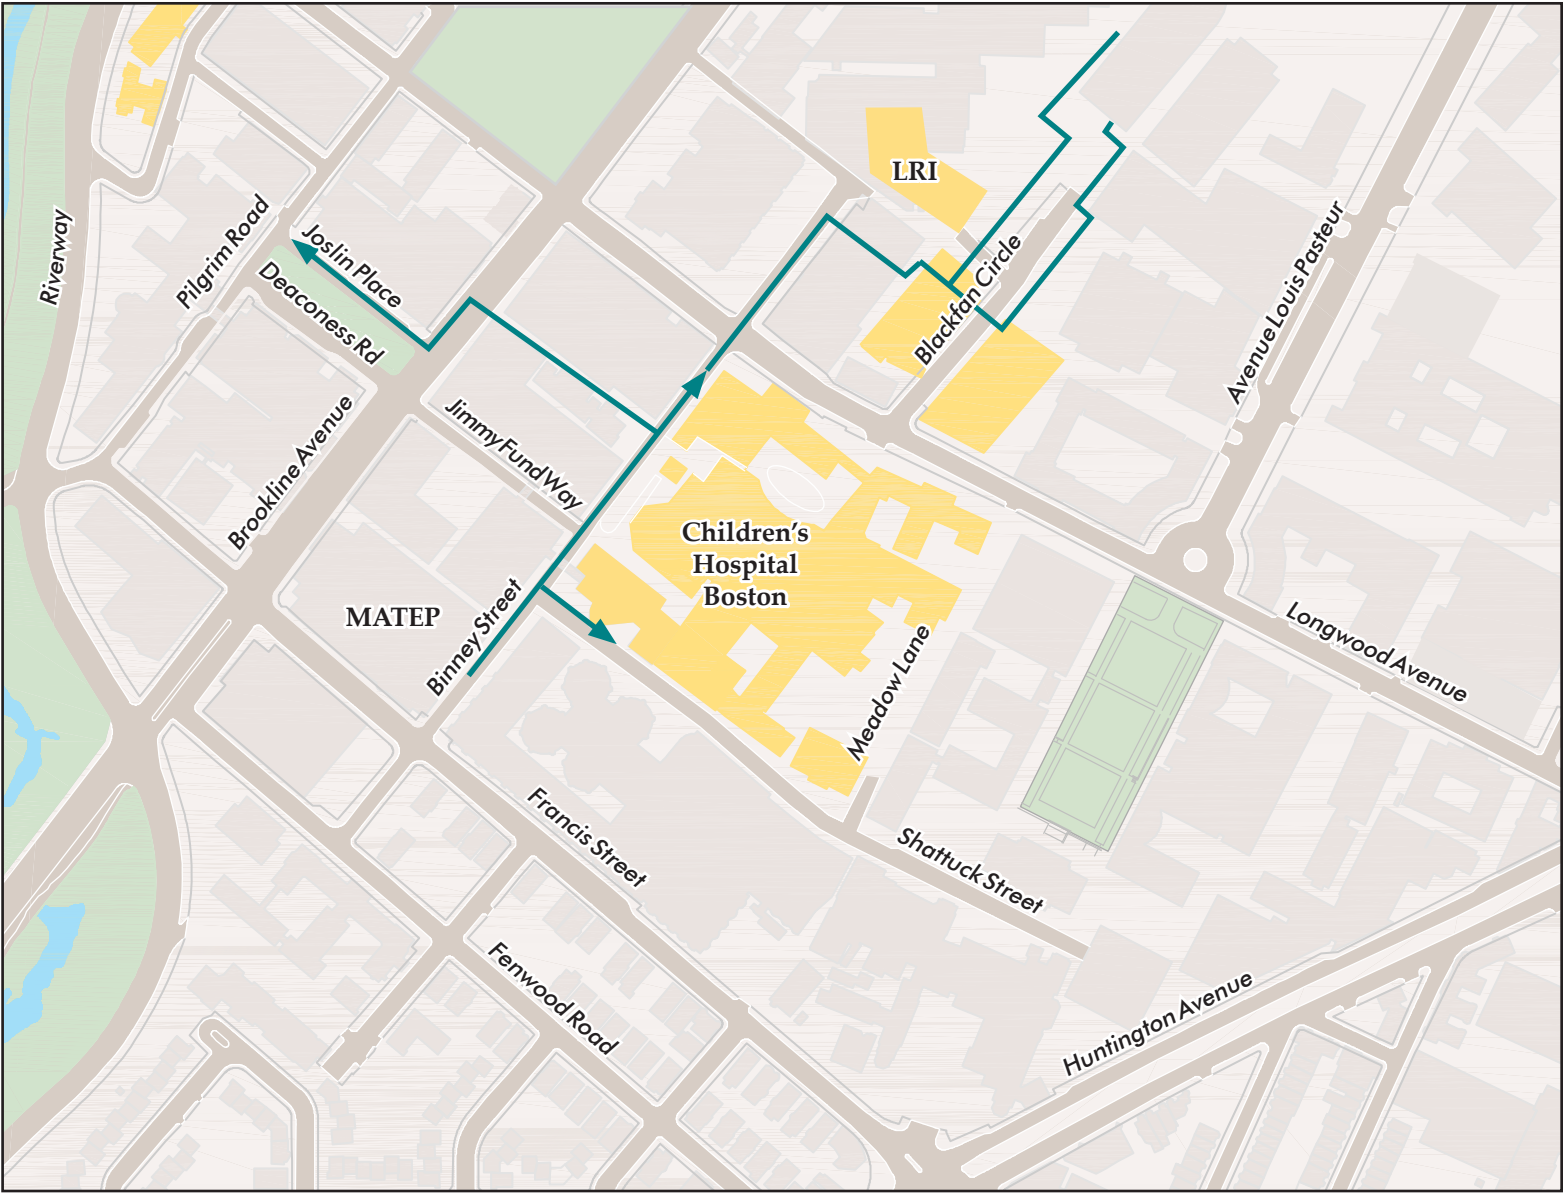 LRI
Riverway
Pilgrim Road
Joslin Place
Deaconess Rd
Blackfan Circle
Avenue Louis Pasteur
Brookline Avenue
Jimmy Fund Way
Children's
Hospital
Boston
MATEP
Binney Street
Meadow Lane
Longwood Avenue
Francis Street
Shattuck Street
Fenwood Road
Huntington Avenue